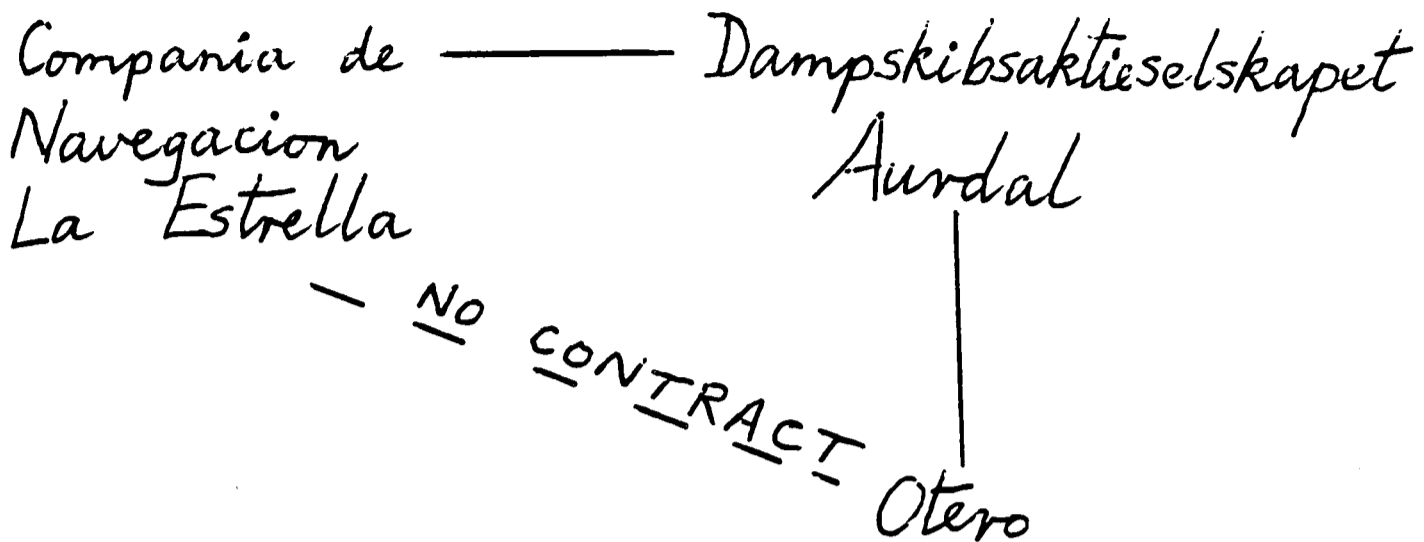 Compania de
Navegacion
La Estrella
Dampskibsaktieselskapet
Aurdal
NO CONTRACT
Otero